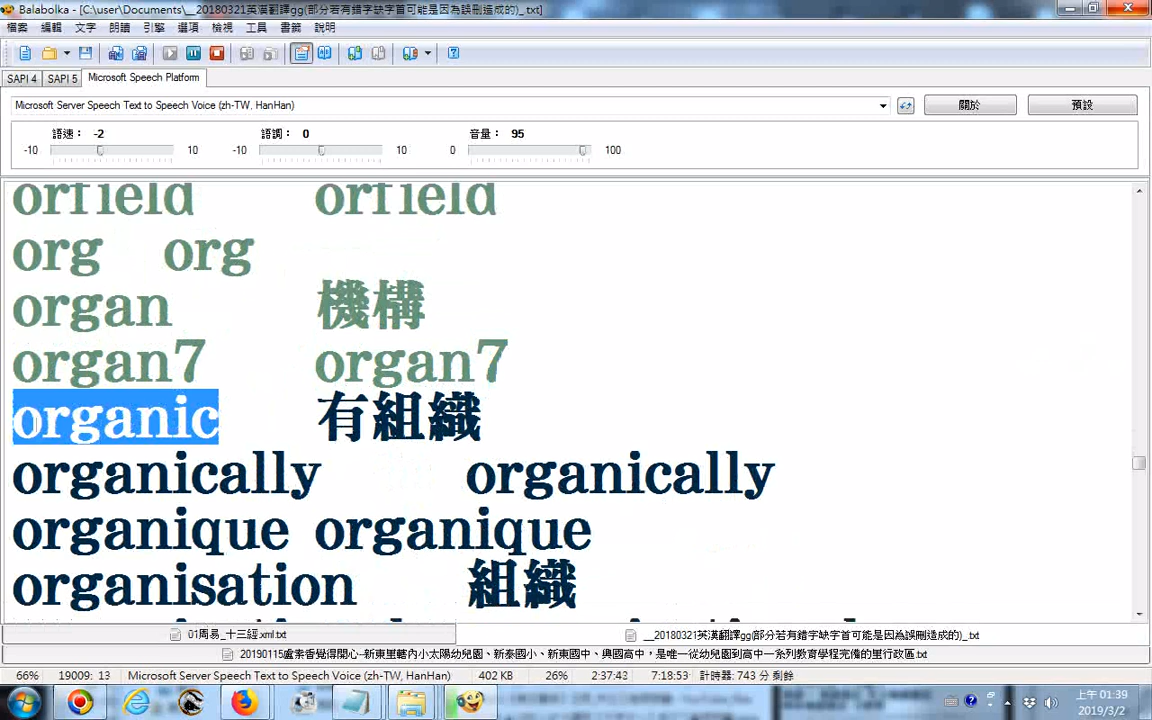 Balabolka - [C:\user\Documents\__20180321英漢翻譯gg(部分若有錯字缺字首可能是因為誤刪造成的)_.txt]
檔案 編輯 文字 朗讀 引擎 選項 檢視 工具 書籤 說明
SAPI 4 SAPI 5 Microsoft Speech Platform
Microsoft Server Speech Text to Speech Voice (zh-TW, HanHan) 關於 預設
語速： -2 語調： 0 音量： 95
-10 10 -10 10 0 100
orfield orfield
org org
organ 機構
organ7 organ7
organic 有組織
organically organically
organique organique
organisation 組織
01周易_十三經.xml.txt __20180321英漢翻譯gg(部分若有錯字缺字首可能是因為誤刪造成的)_.txt
20190115盧素香覺得開心-新東里轄內小太陽幼兒園、新泰國小、新東國中、興國高中，是唯一從幼兒園到高中一系列教育學程完備的里行政區.txt
66% 19009: 13 Microsoft Server Speech Text to Speech Voice (zh-TW, HanHan) 402 KB 26% 2:37:43 7:18:53 計時器: 743 分 剩餘
上午 01:39
2019/3/2